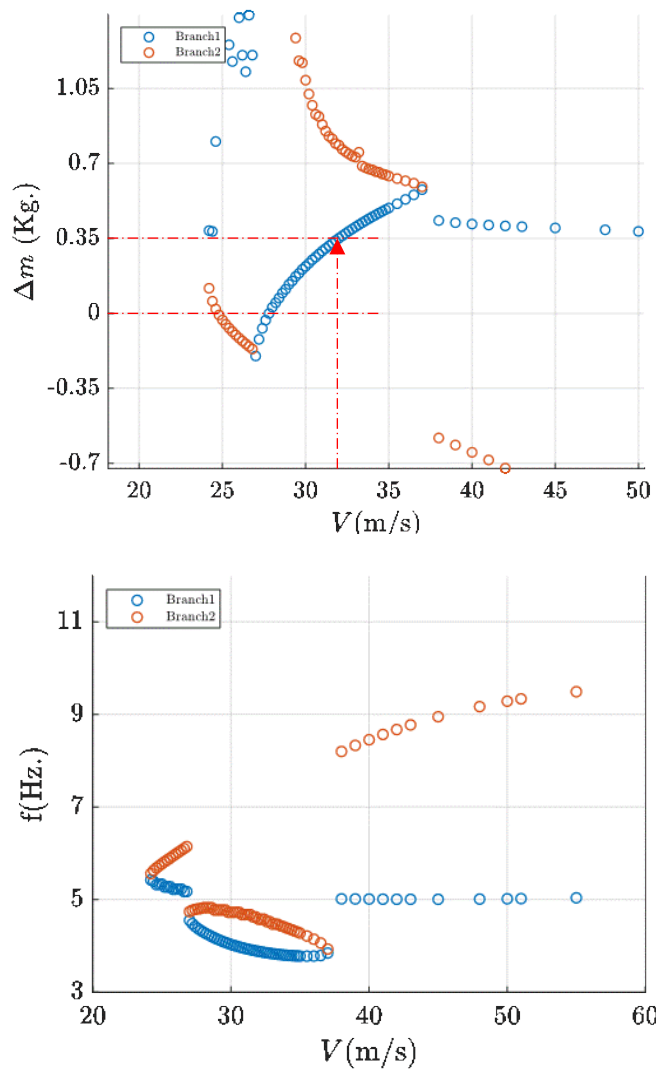 Branch1
Branch2
1.05
0.7
0.35
0
-0.35
-0.7
Δm (Kg.)
20 25 30 35 40 45 50
V(m/s)
Branch1
Branch2
11
9
7
5
3
f(Hz.)
20 30 40 50 60
V(m/s)